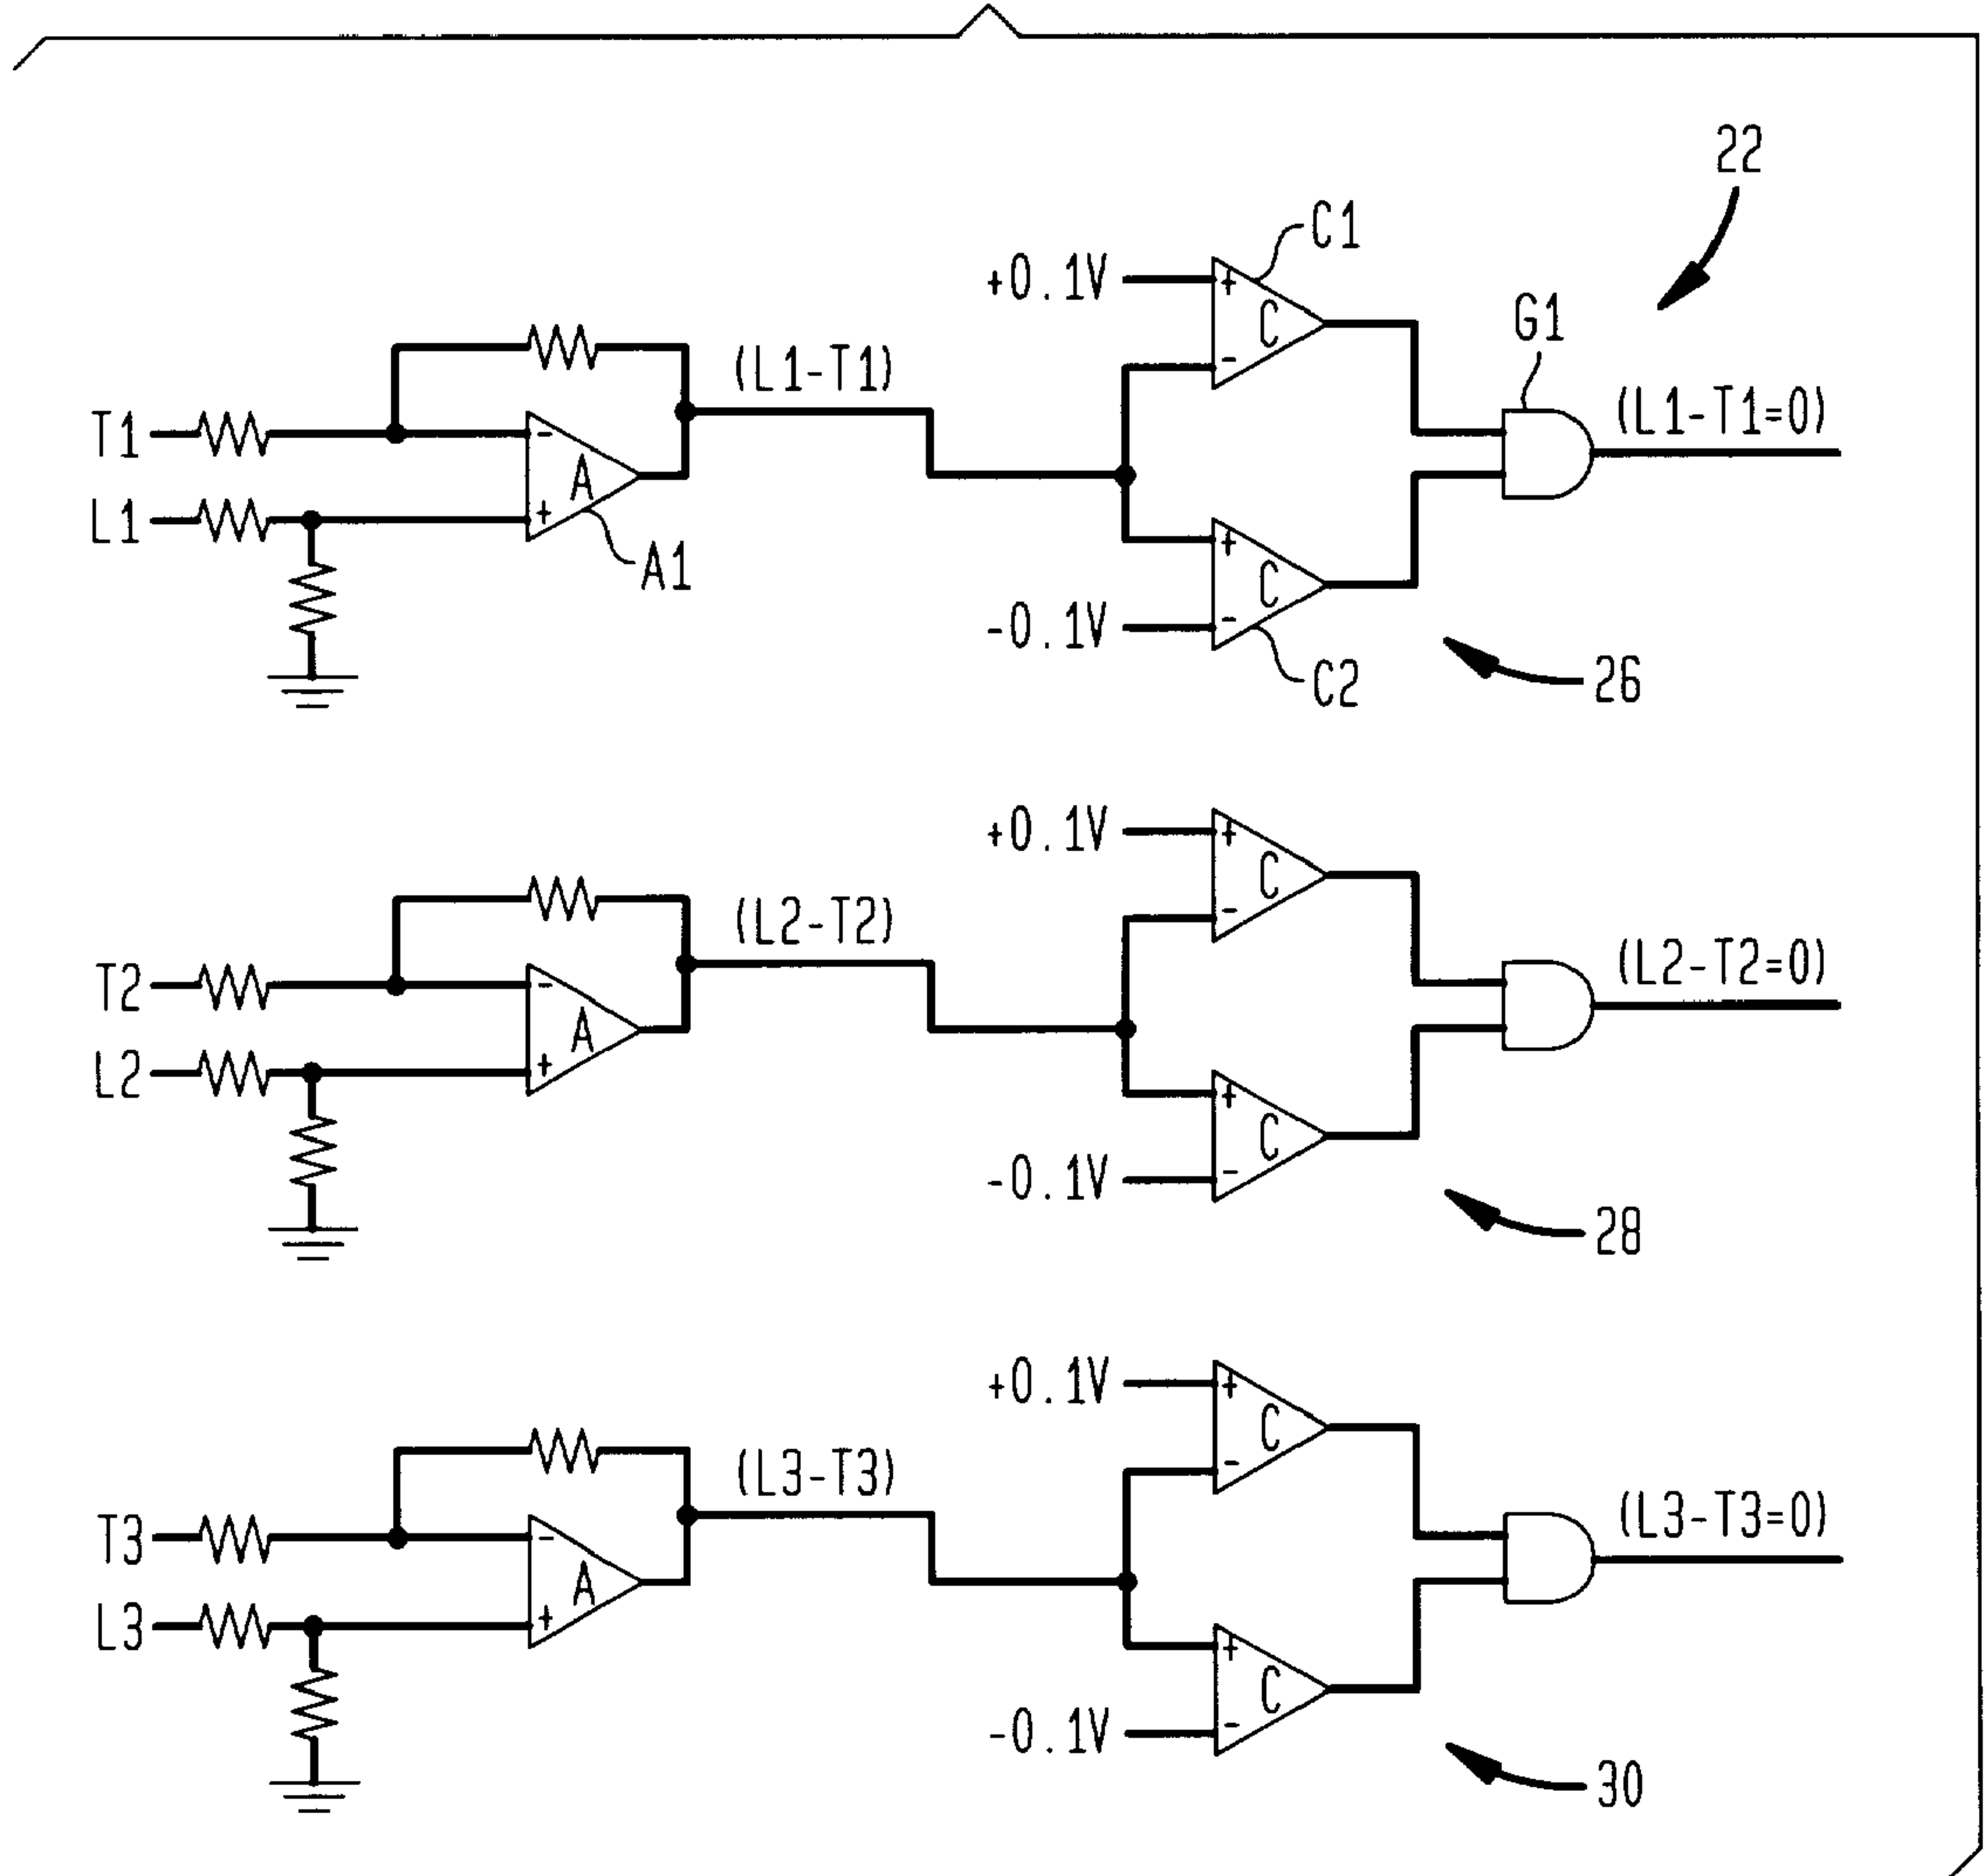 22
C1
+0.1V
+
C
-
G1
(L1-T1)
(L1-T1=0)
T1
-
A
L1
+
A1
+
C
-0.1V
-
C2
26
+0.1V
+
C
-
(L2-T2)
(L2-T2=0)
T2
-
A
L2
+
+
C
-0.1V
-
28
+0.1V
+
C
-
(L3-T3)
(L3-T3=0)
T3
-
A
L3
+
+
C
-0.1V
-
30